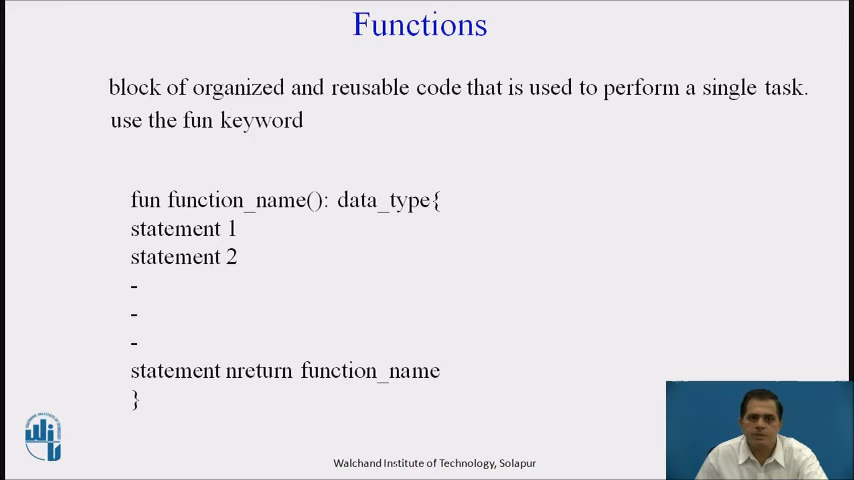 Functions
block of organized and reusable code that is used to perform a single task.
use the fun keyword
fun function_name(): data_type{
statement 1
statement 2
-
-
-
statement nreturn function_name
}
Walchand Institute of Technology, Solapur